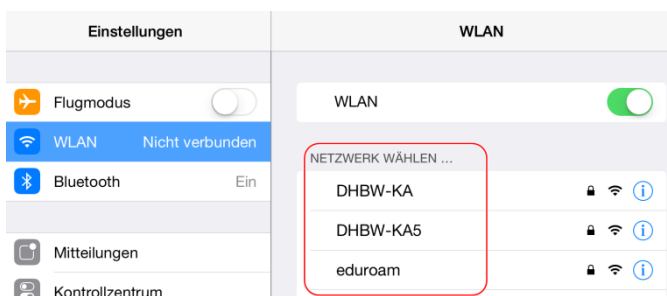 Einstellungen
WLAN
Flugmodus
WLAN Nicht verbunden
Bluetooth Ein
Mitteilungen
Kontrollzentrum
WLAN
NETZWERK WÄHLEN ...
DHBW-KA
DHBW-KA5
eduroam